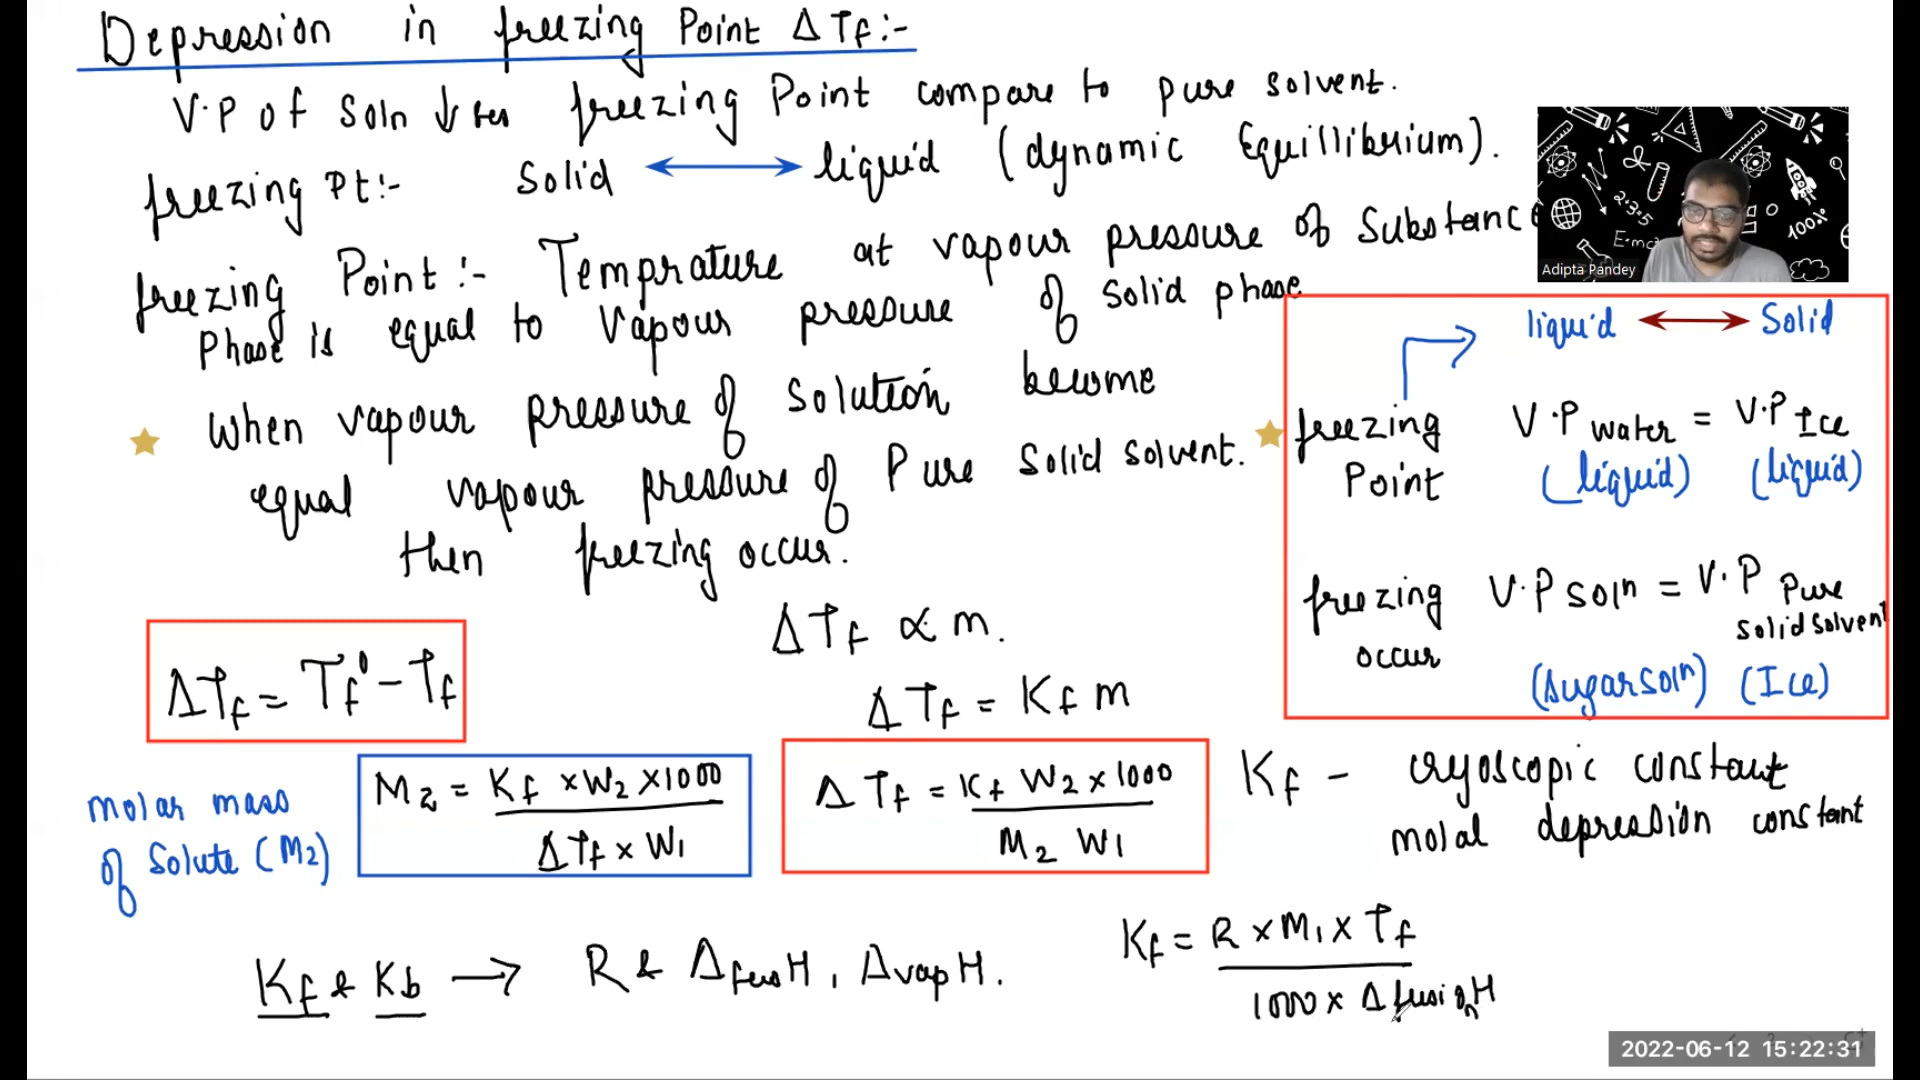 Depression in freezing Point ΔTf:-
V.P of Soln ↓ses freezing Point compare to pure solvent.
freezing Pt:- Solid ↔ liquid (dynamic Equillibrium).
freezing Point:- Temprature at vapour pressure of Substance
Phase is equal to Vapour pressure of Solid phase
★ When vapour pressure of Solution become
equal vapour pressure of Pure Solid solvent.
then freezing occur.
Adipta Pandey
liquid ↔ Solid
★ freezing Point V.P water = V.P Ice
(liquid) (liquid)
freezing occur V.P soln = V.P Pure solid solvent
(sugar soln) (Ice)
ΔTf ∝ m.
ΔTf = Tf° - Tf
ΔTf = Kf m
molar mass of Solute (M2)
M2 = Kf × W2 × 1000 / ΔTf × W1
ΔTf = Kf W2 × 1000 / M2 W1
Kf - cryoscopic constant
molal depression constant
Kf & Kb → R & Δfus H, Δvap H.
Kf = R × M1 × Tf / 1000 × Δfusion H
2022-06-12 15:22:31